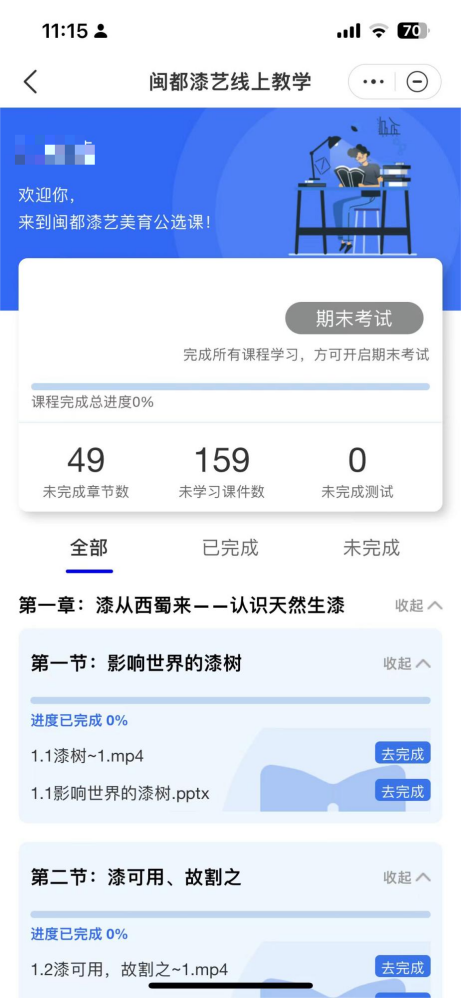 11:15
70
闽都漆艺线上教学
欢迎你，
来到闽都漆艺美育公选课！
期末考试
完成所有课程学习，方可开启期末考试
课程完成总进度0%
49
159
0
未完成章节数
未学习课件数
未完成测试
全部
已完成
未完成
第一章：漆从西蜀来——认识天然生漆
收起
第一节：影响世界的漆树
收起
进度已完成 0%
1.1漆树~1.mp4
去完成
1.1影响世界的漆树.pptx
去完成
第二节：漆可用、故割之
收起
进度已完成 0%
1.2漆可用，故割之~1.mp4
去完成